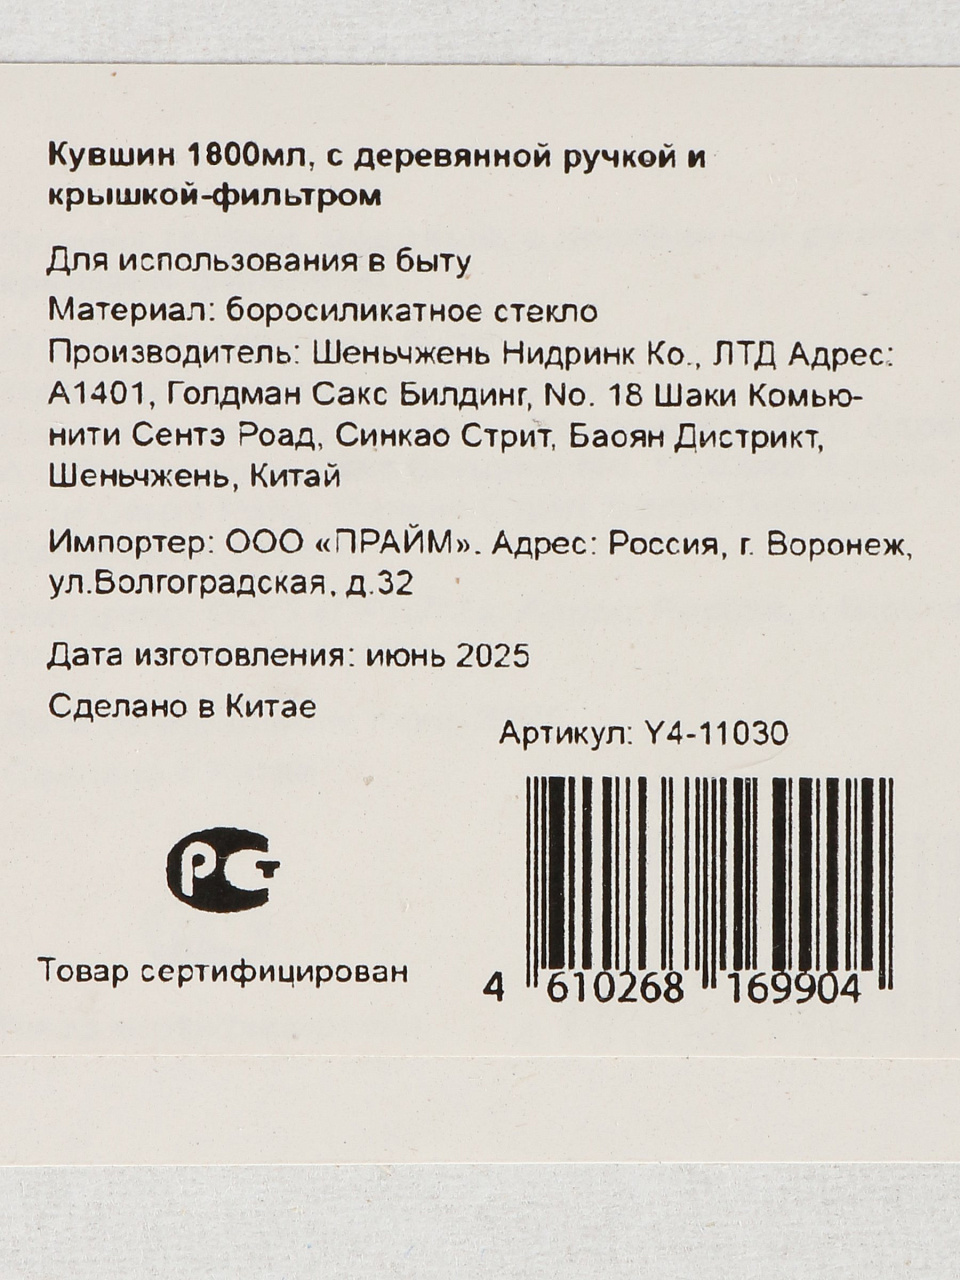 Кувшин 1800мл, с деревянной ручкой и
крышкой-фильтром
Для использования в быту
Материал: боросиликатное стекло
Производитель: Шеньчжень Нидринк Ко., ЛТД Адрес:
А1401, Голдман Сакс Билдинг, No. 18 Шаки Комью-
нити Сентэ Роад, Синкао Стрит, Баоян Дистрикт,
Шеньчжень, Китай
Импортер: ООО «ПРАЙМ». Адрес: Россия, г. Воронеж,
ул.Волгоградская, д.32
Дата изготовления: июнь 2025
Сделано в Китае
Артикул: Y4-11030
РСТ
Товар сертифицирован
4 610268 169904